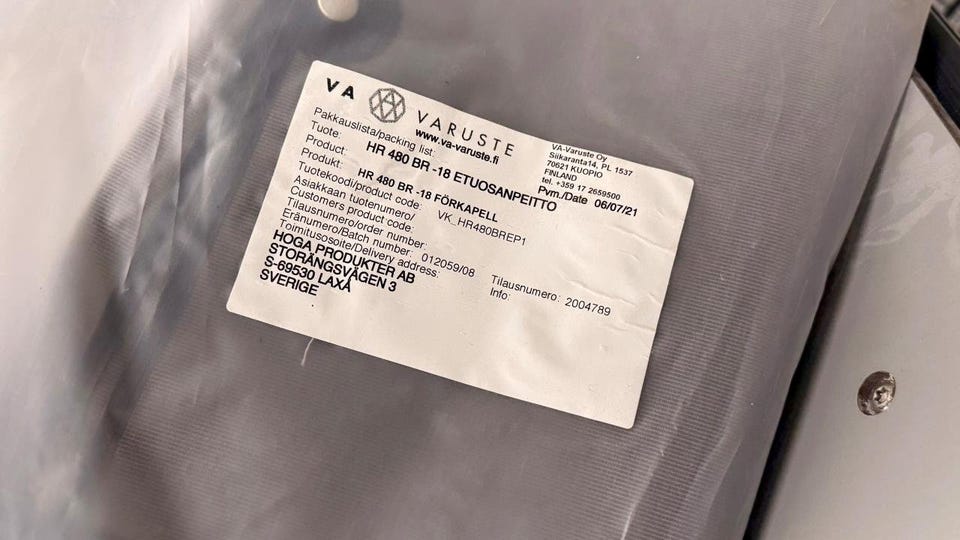 VA VARUSTE
www.va-varuste.fi
VA-Varuste Oy
Siikaranta14, PL 1537
70621 KUOPIO
FINLAND
tel. +359 17 2659500
Pvm./Date 06/07/21
Pakkauslista/packing list:
Tuote:
HR 480 BR -18 ETUOSANPEITTO
Product:
Produkt: HR 480 BR -18 FÖRKAPELL
Tuotekoodi/product code: VK_HR480BREP1
Asiakkaan tuotenumero/
Customers product code:
Tilausnumero/order number:
Eränumero/Batch number: 012059/08
Toimitusosoite/Delivery address:
HOGA PRODUKTER AB
STORÄNGSVÄGEN 3
S-69530 LAXÅ
SVERIGE
Tilausnumero: 2004789
Info: